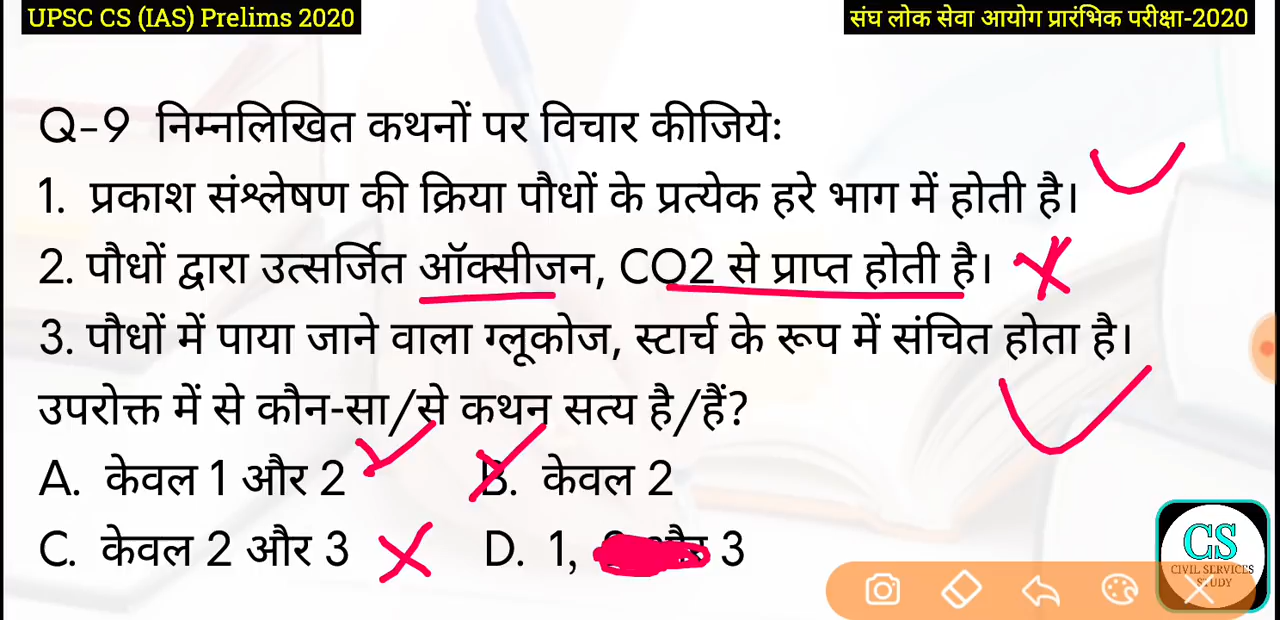 UPSC CS (IAS) Prelims 2020
संघ लोक सेवा आयोग प्रारंभिक परीक्षा-2020
Q-9 निम्नलिखित कथनों पर विचार कीजिये:
1. प्रकाश संश्लेषण की क्रिया पौधों के प्रत्येक हरे भाग में होती है।
2. पौधों द्वारा उत्सर्जित ऑक्सीजन, CO2 से प्राप्त होती है।
3. पौधों में पाया जाने वाला ग्लूकोज, स्टार्च के रूप में संचित होता है।
उपरोक्त में से कौन-सा/से कथन सत्य है/हैं?
A. केवल 1 और 2
B. केवल 2
C. केवल 2 और 3
D. 1, 3
CS
CIVIL SERVICES
STUDY